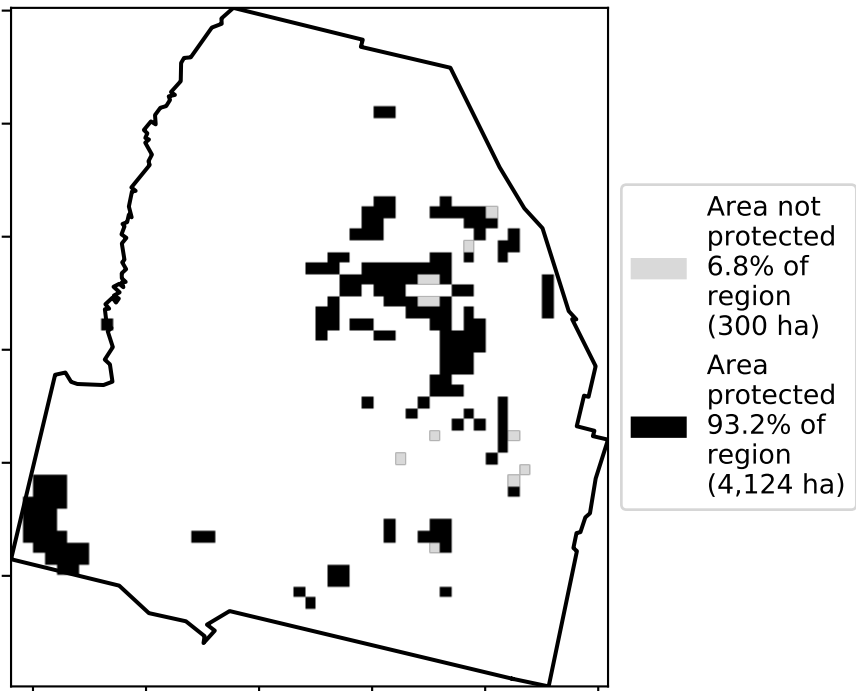 Area not
protected
6.8% of
region
(300 ha)
Area
protected
93.2% of
region
(4,124 ha)